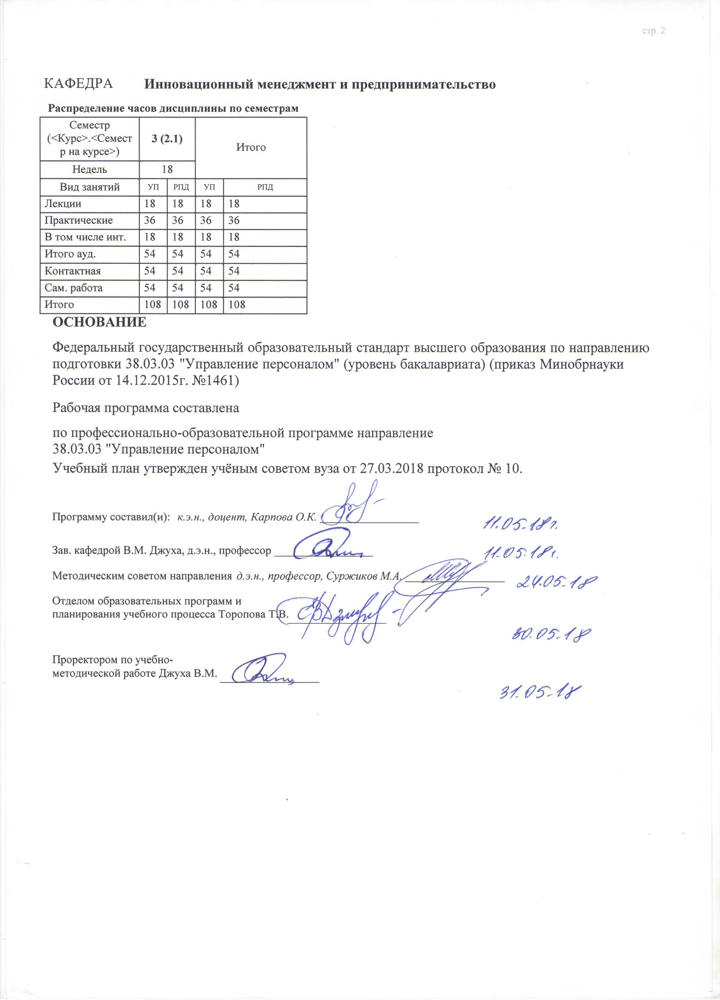 стр. 2
КАФЕДРА Инновационный менеджмент и предпринимательство
Распределение часов дисциплины по семестрам
Семестр
(<Курс>.<Семест
р на курсе>)
3 (2.1)
Итого
Недель 18
Вид занятий УП РПД УП РПД
Лекции 18 18 18 18
Практические 36 36 36 36
В том числе инт. 18 18 18 18
Итого ауд. 54 54 54 54
Контактная 54 54 54 54
Сам. работа 54 54 54 54
Итого 108 108 108 108
ОСНОВАНИЕ
Федеральный государственный образовательный стандарт высшего образования по направлению
подготовки 38.03.03 "Управление персоналом" (уровень бакалавриата) (приказ Минобрнауки
России от 14.12.2015г. №1461)
Рабочая программа составлена
по профессионально-образовательной программе направление
38.03.03 "Управление персоналом"
Учебный план утвержден учёным советом вуза от 27.03.2018 протокол № 10.
Программу составил(и): к.э.н., доцент, Карпова О.К. 11.05.18г.
Зав. кафедрой В.М. Джуха, д.э.н., профессор 11.05.18г.
Методическим советом направления д.э.н., профессор, Суржиков М.А. 24.05.18
Отделом образовательных программ и
планирования учебного процесса Торопова Т.В.
30.05.18
Проректором по учебно-
методической работе Джуха В.М.
31.05.18